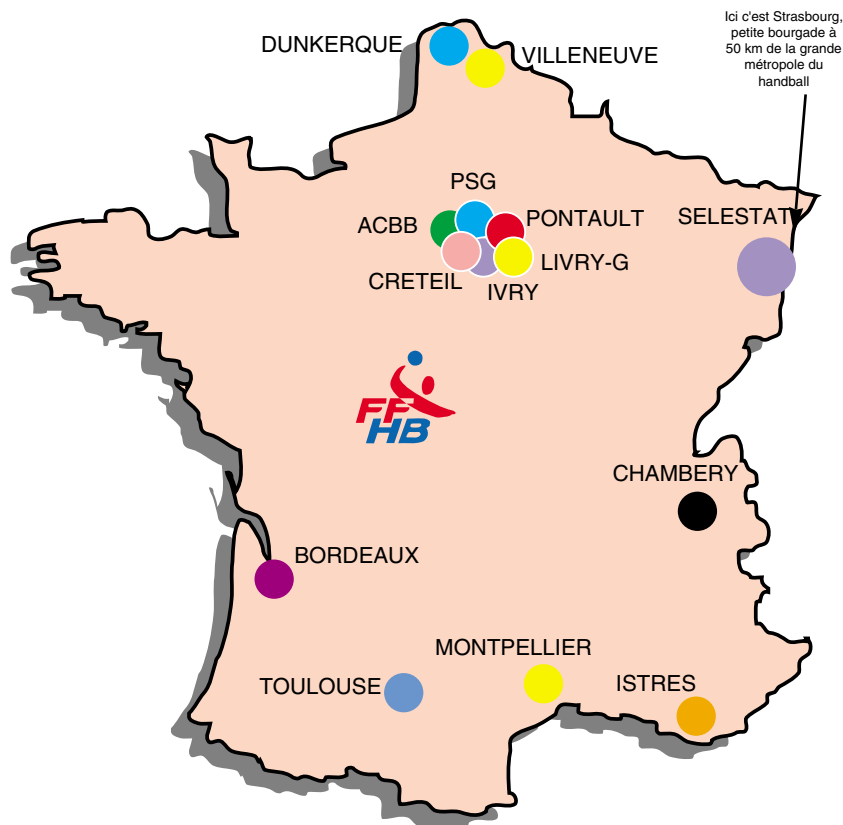 Ici c'est Strasbourg,
petite bourgade à
50 km de la grande
métropole du
handball
DUNKERQUE
VILLENEUVE
PSG
ACBB
PONTAULT
SELESTAT
CRETEIL
IVRY
LIVRY-G
FF
HB
CHAMBERY
BORDEAUX
MONTPELLIER
TOULOUSE
ISTRES